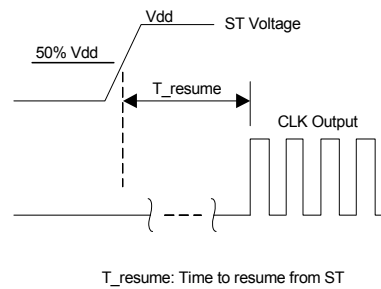 Vdd
ST Voltage
50% Vdd
T_resume
CLK Output
T_resume: Time to resume from ST